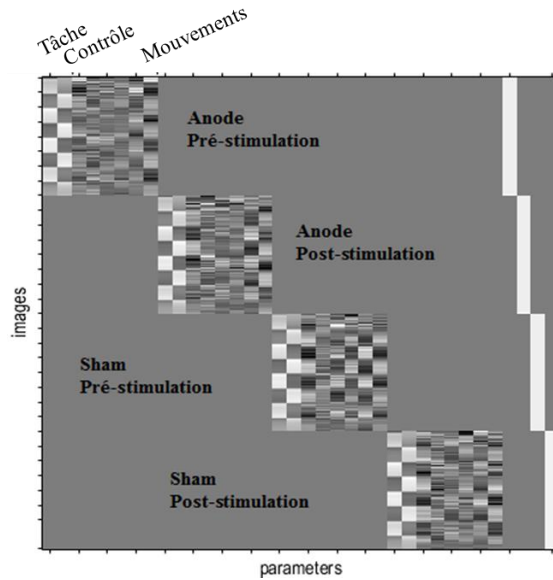 Tâche
Contrôle
Mouvements
Anode
Pré-stimulation
Anode
Post-stimulation
Sham
Pré-stimulation
Sham
Post-stimulation
images
parameters